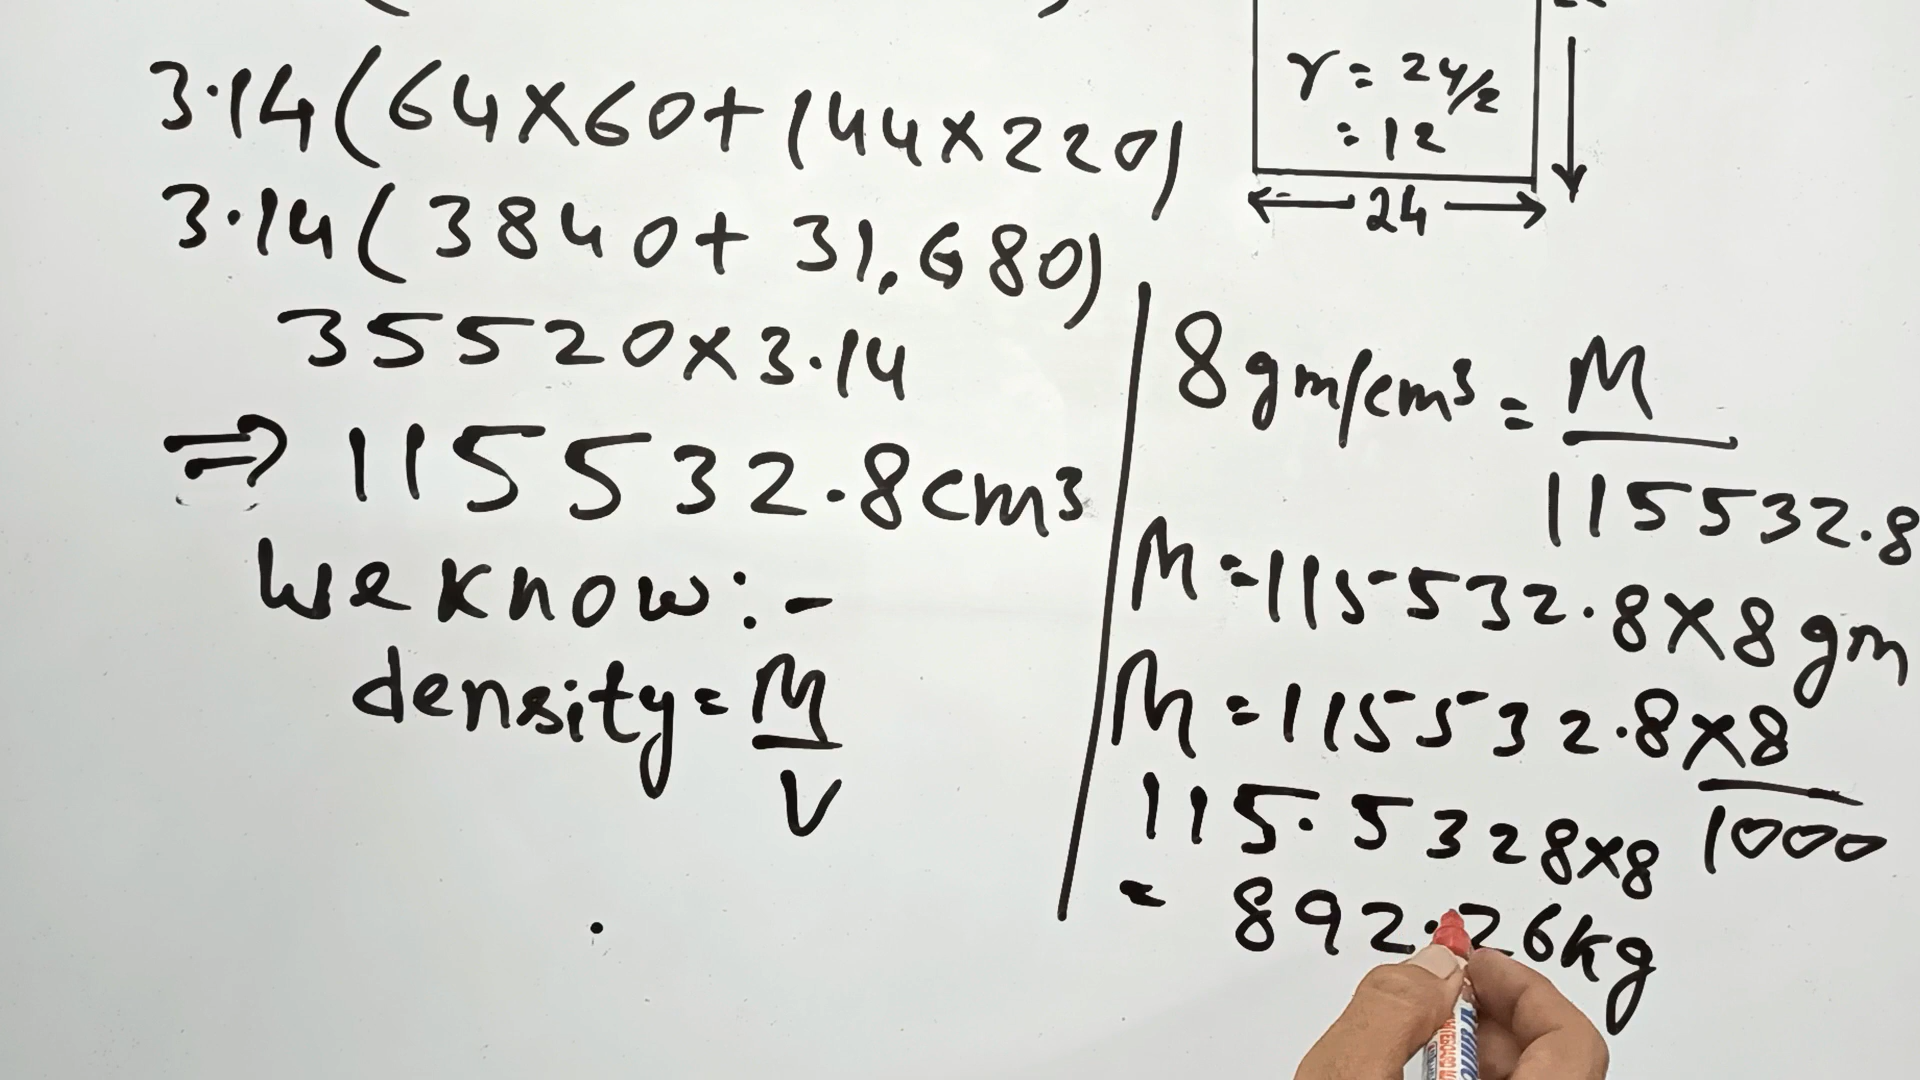 3.14(64×60+144×220)
3.14(3840+31,680)
35520×3.14
⇒ 115532.8cm³
we know:-
density=M/V
r=24/2
=12
24
8gm/cm³=M/115532.8
M=115532.8×8gm
M=115532.8×8/1000
115.5328×8
= 892.26kg